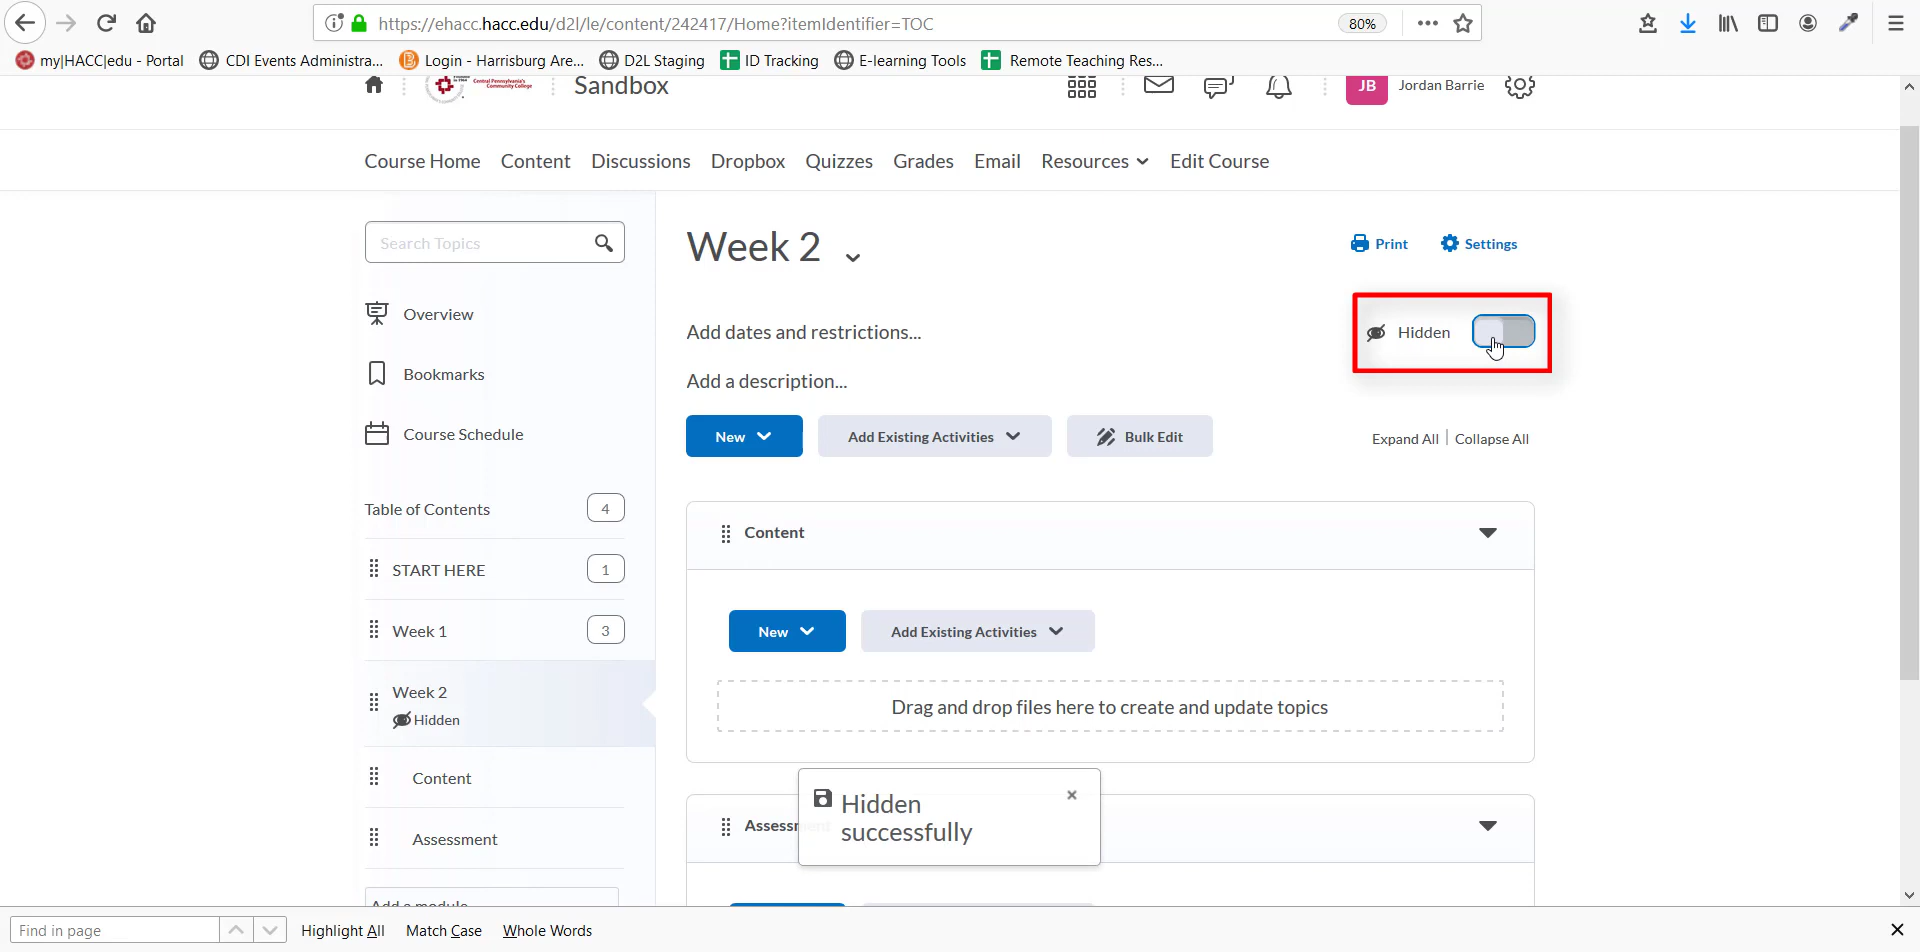 https://ehacc.hacc.edu/d2l/le/content/242417/Home?itemIdentifier=TOC
80%
my|HACC|edu - Portal
CDI Events Administra...
Login - Harrisburg Are...
D2L Staging
ID Tracking
E-learning Tools
Remote Teaching Res...
Central Pennsylvania's
Community College
Sandbox
JB
Jordan Barrie
Course Home
Content
Discussions
Dropbox
Quizzes
Grades
Email
Resources
Edit Course
Search Topics
Overview
Bookmarks
Course Schedule
Table of Contents
4
START HERE
1
Week 1
3
Week 2
Hidden
Content
Assessment
Add a module
Week 2
Print
Settings
Add dates and restrictions...
Hidden
Add a description...
New
Add Existing Activities
Bulk Edit
Expand All
Collapse All
Content
New
Add Existing Activities
Drag and drop files here to create and update topics
Assessment
Hidden
successfully
Find in page
Highlight All
Match Case
Whole Words